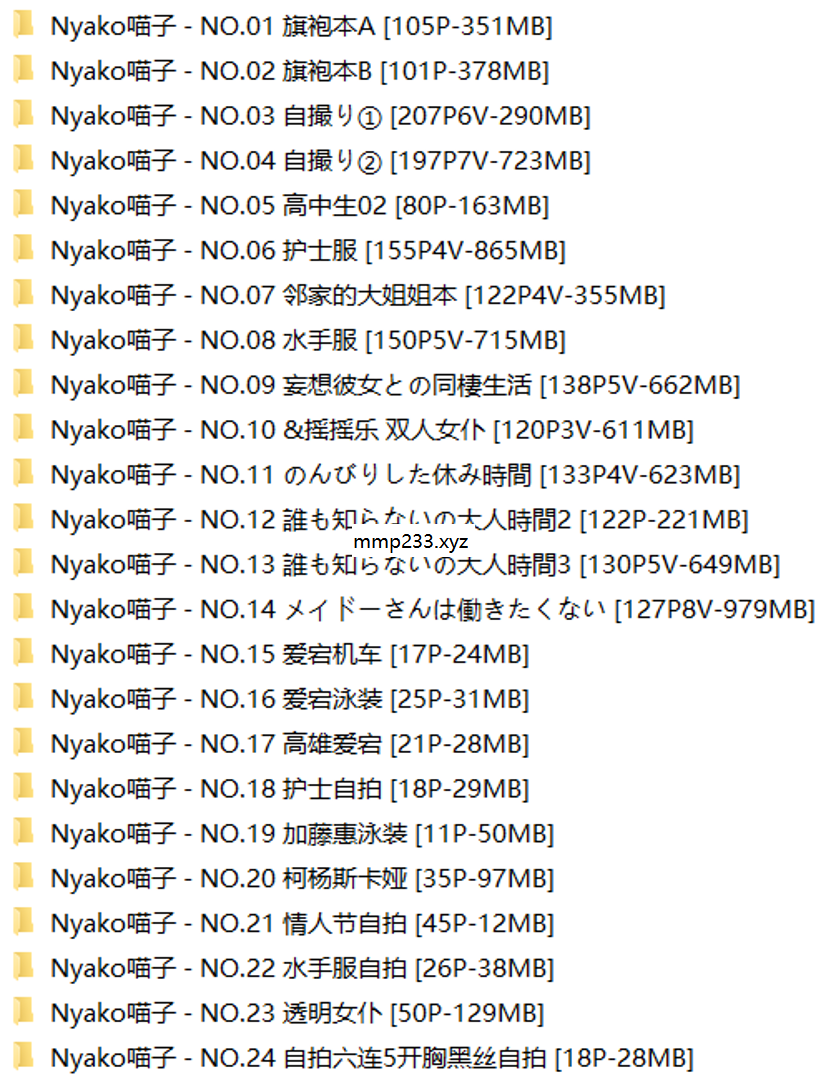 Nyako喵子 - NO.01 旗袍本A [105P-351MB]
Nyako喵子 - NO.02 旗袍本B [101P-378MB]
Nyako喵子 - NO.03 自撮り① [207P6V-290MB]
Nyako喵子 - NO.04 自撮り② [197P7V-723MB]
Nyako喵子 - NO.05 高中生02 [80P-163MB]
Nyako喵子 - NO.06 护士服 [155P4V-865MB]
Nyako喵子 - NO.07 邻家的大姐姐本 [122P4V-355MB]
Nyako喵子 - NO.08 水手服 [150P5V-715MB]
Nyako喵子 - NO.09 妄想彼女との同棲生活 [138P5V-662MB]
Nyako喵子 - NO.10 &摇摇乐 双人女仆 [120P3V-611MB]
Nyako喵子 - NO.11 のんびりした休み時間 [133P4V-623MB]
Nyako喵子 - NO.12 誰も知らないの大人時間2 [122P-221MB]
mmp233.xyz
Nyako喵子 - NO.13 誰も知らないの大人時間3 [130P5V-649MB]
Nyako喵子 - NO.14 メイドーさんは働きたくない [127P8V-979MB]
Nyako喵子 - NO.15 爱宕机车 [17P-24MB]
Nyako喵子 - NO.16 爱宕泳装 [25P-31MB]
Nyako喵子 - NO.17 高雄爱宕 [21P-28MB]
Nyako喵子 - NO.18 护士自拍 [18P-29MB]
Nyako喵子 - NO.19 加藤惠泳装 [11P-50MB]
Nyako喵子 - NO.20 柯杨斯卡娅 [35P-97MB]
Nyako喵子 - NO.21 情人节自拍 [45P-12MB]
Nyako喵子 - NO.22 水手服自拍 [26P-38MB]
Nyako喵子 - NO.23 透明女仆 [50P-129MB]
Nyako喵子 - NO.24 自拍六连5开胸黑丝自拍 [18P-28MB]